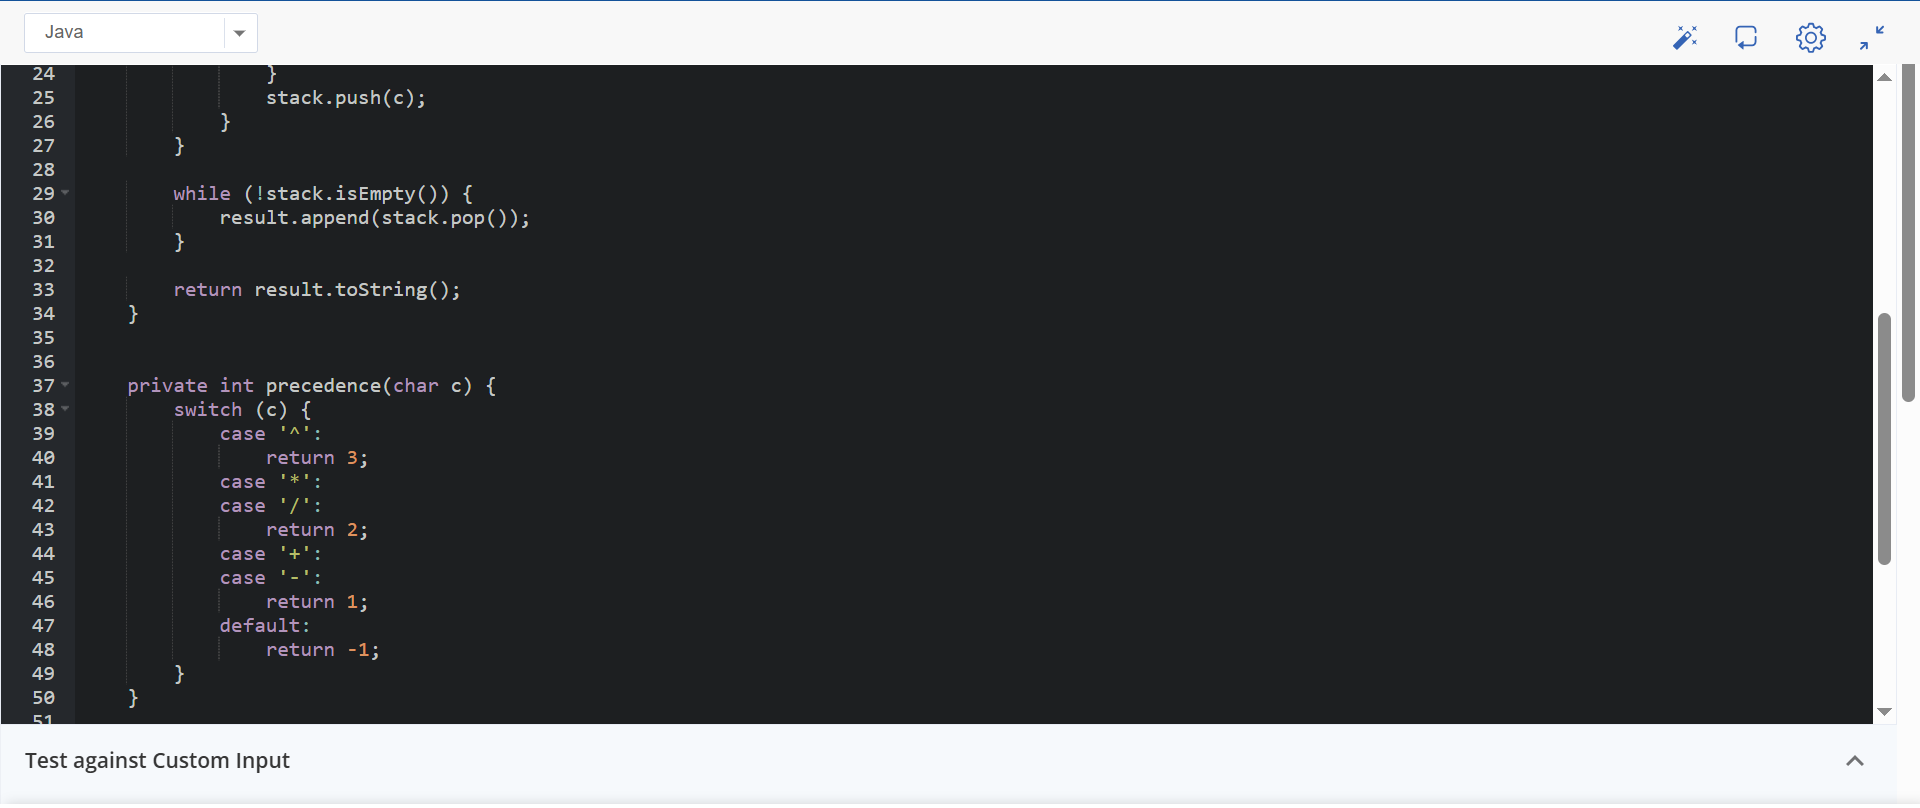 Java
24 }
25 stack.push(c);
26 }
27 }
28
29 while (!stack.isEmpty()) {
30 result.append(stack.pop());
31 }
32
33 return result.toString();
34 }
35
36
37 private int precedence(char c) {
38 switch (c) {
39 case '^':
40 return 3;
41 case '*':
42 case '/':
43 return 2;
44 case '+':
45 case '-':
46 return 1;
47 default:
48 return -1;
49 }
50 }
51
Test against Custom Input